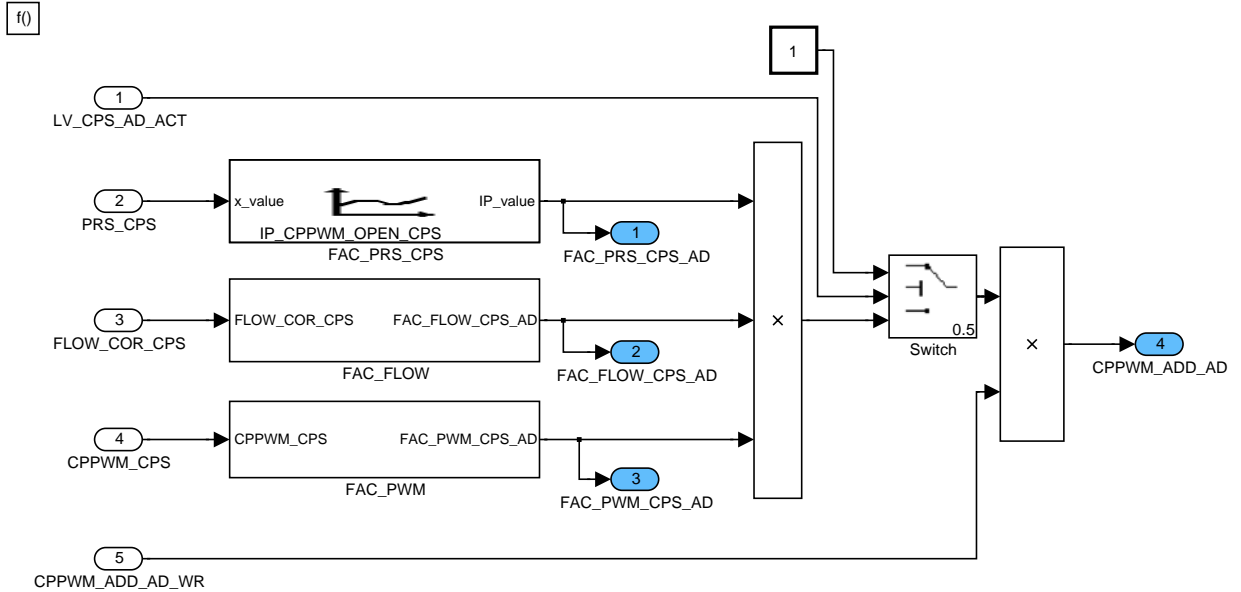 f()
1
1
LV_CPS_AD_ACT
2
PRS_CPS
x_value
IP_value
IP_CPPWM_OPEN_CPS
FAC_PRS_CPS
1
FAC_PRS_CPS_AD
3
FLOW_COR_CPS
FLOW_COR_CPS
FAC_FLOW_CPS_AD
FAC_FLOW
2
FAC_FLOW_CPS_AD
×
0.5
Switch
×
4
CPPWM_ADD_AD
4
CPPWM_CPS
CPPWM_CPS
FAC_PWM_CPS_AD
FAC_PWM
3
FAC_PWM_CPS_AD
5
CPPWM_ADD_AD_WR